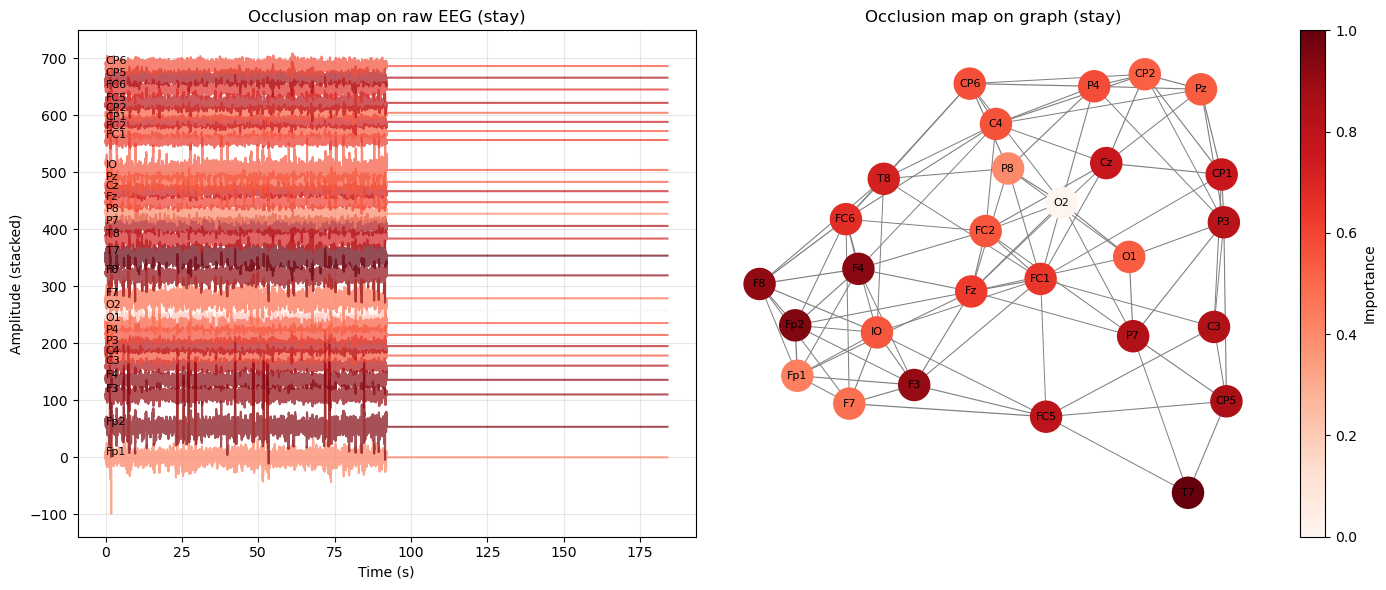 Occlusion map on raw EEG (stay)
Amplitude (stacked)
700
600
500
400
300
200
100
0
−100
CP6
CP5
FC6
FC5
CP2
CP1
FC2
FC1
IO
Pz
Cz
Fz
P8
P7
T8
T7
F8
F7
O2
O1
P4
P3
C4
C3
F4
F3
Fp2
Fp1
0
25
50
75
100
125
150
175
Time (s)
Occlusion map on graph (stay)
CP6
P4
CP2
Pz
C4
P8
Cz
CP1
T8
O2
FC6
P3
FC2
O1
F4
F8
Fz
FC1
Fp2
IO
C3
P7
Fp1
F3
F7
FC5
CP5
T7
1.0
0.8
0.6
0.4
0.2
0.0
Importance